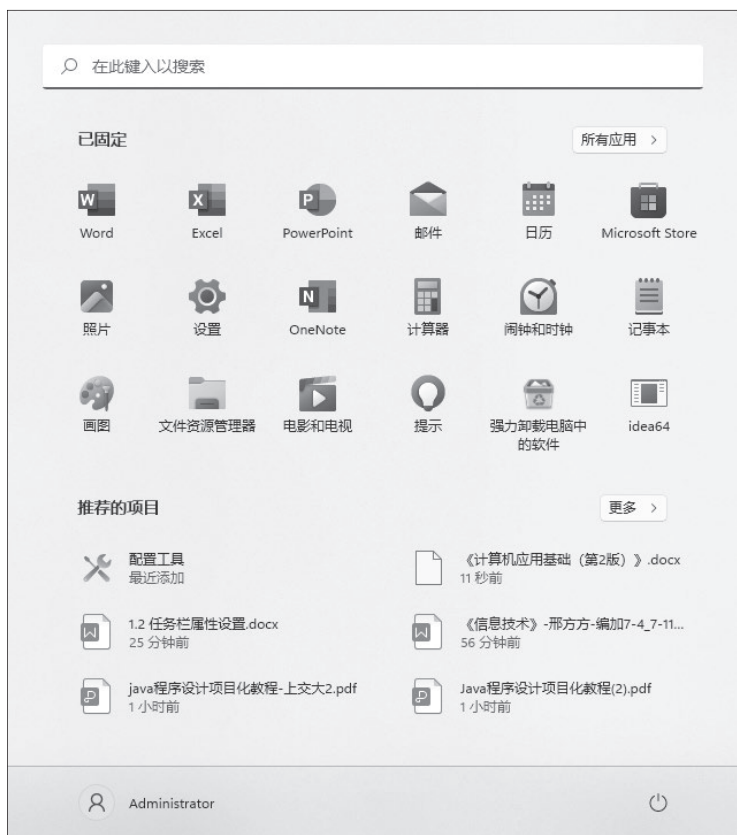 在此键入以搜索
已固定
所有应用 >
Word Excel PowerPoint 邮件 日历 Microsoft Store
照片 设置 OneNote 计算器 闹钟和时钟 记事本
画图 文件资源管理器 电影和电视 提示 强力卸载电脑中的软件 idea64
推荐的项目
更多 >
配置工具
最近添加
《计算机应用基础（第2版）》.docx
11 秒前
1.2 任务栏属性设置.docx
25 分钟前
《信息技术》-邢方方-编加7-4_7-11...
56 分钟前
java程序设计项目化教程-上交大2.pdf
1 小时前
Java程序设计项目化教程(2).pdf
1 小时前
Administrator